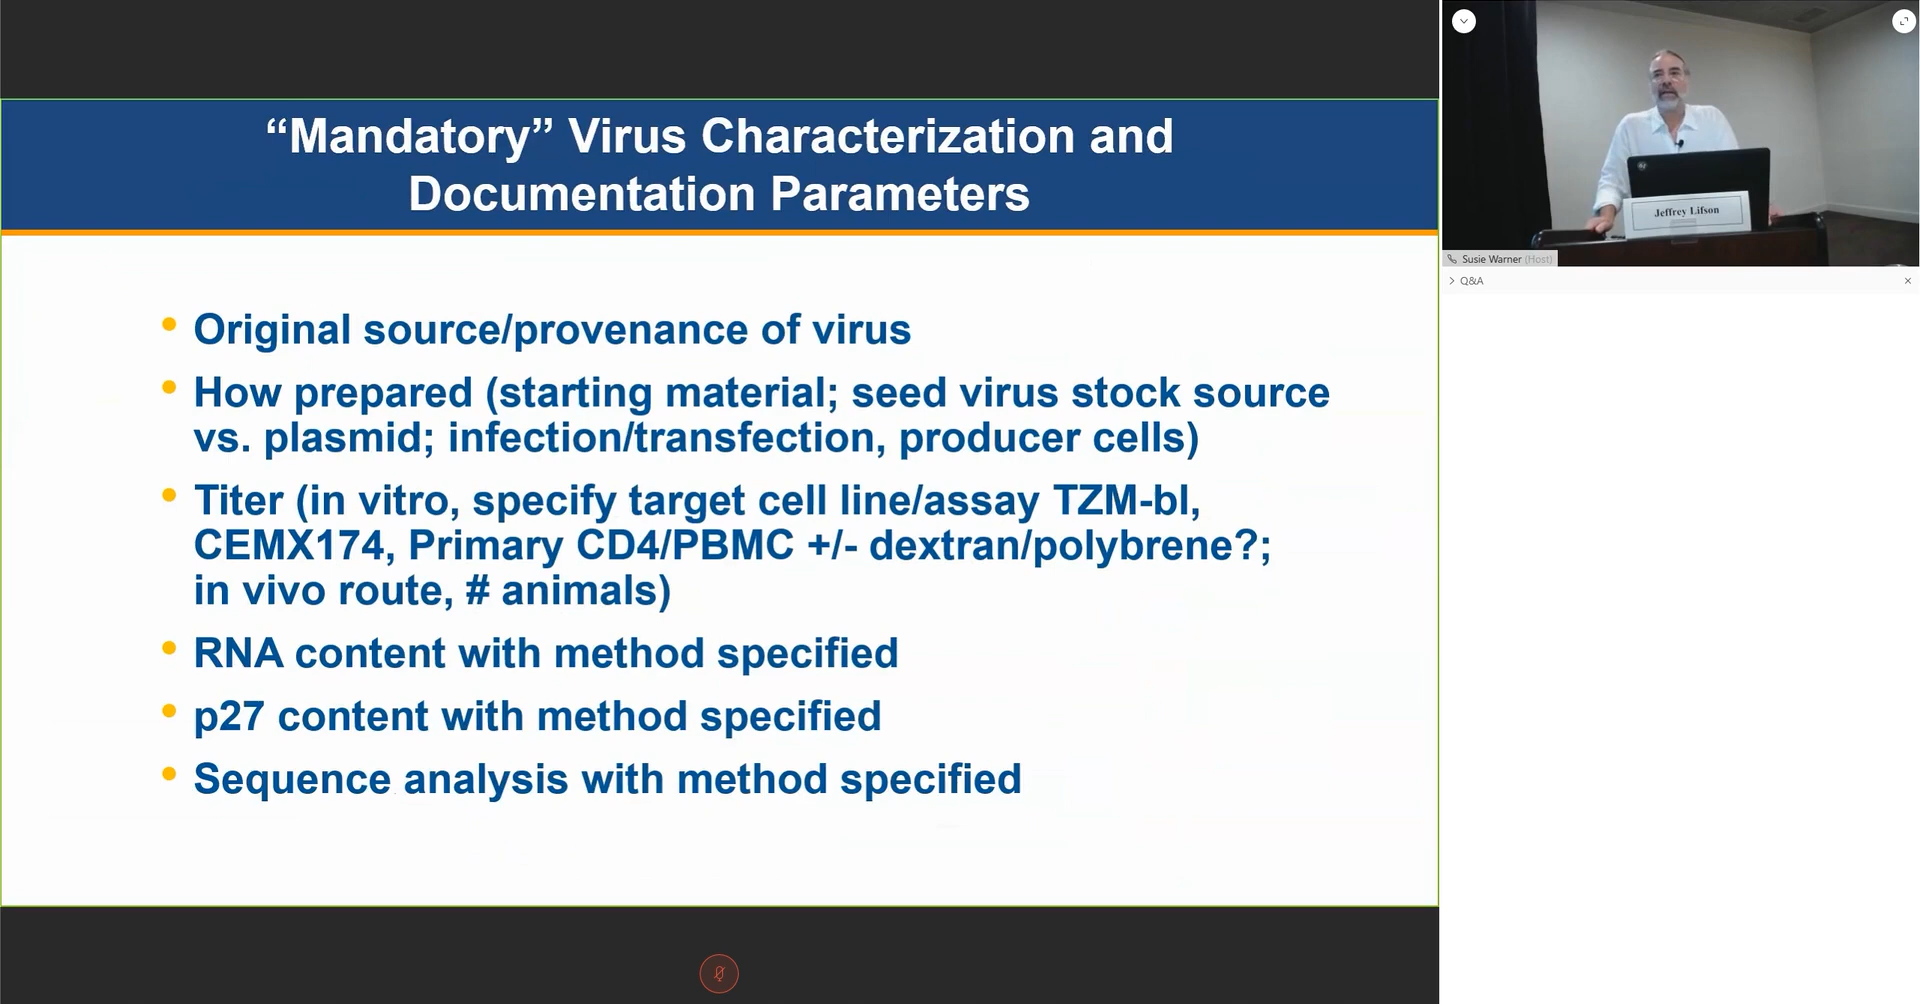 “Mandatory” Virus Characterization and
Documentation Parameters
• Original source/provenance of virus
• How prepared (starting material; seed virus stock source
vs. plasmid; infection/transfection, producer cells)
• Titer (in vitro, specify target cell line/assay TZM-bl,
CEMX174, Primary CD4/PBMC +/- dextran/polybrene?;
in vivo route, # animals)
• RNA content with method specified
• p27 content with method specified
• Sequence analysis with method specified
Jeffrey Lifson
Susie Warner (Host)
Q&A